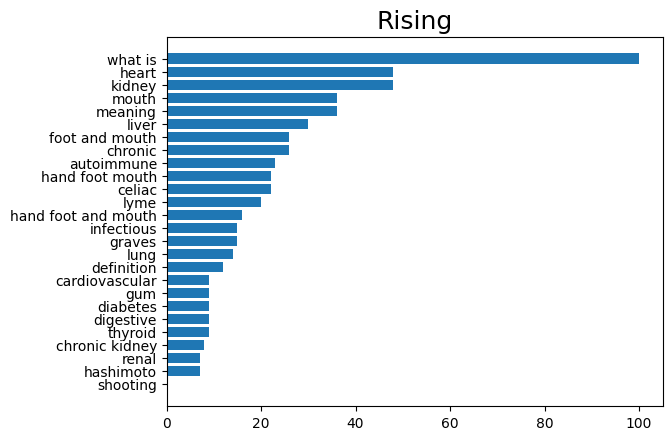 Rising
what is
heart
kidney
mouth
meaning
liver
foot and mouth
chronic
autoimmune
hand foot mouth
celiac
lyme
hand foot and mouth
infectious
graves
lung
definition
cardiovascular
gum
diabetes
digestive
thyroid
chronic kidney
renal
hashimoto
shooting
0 20 40 60 80 100